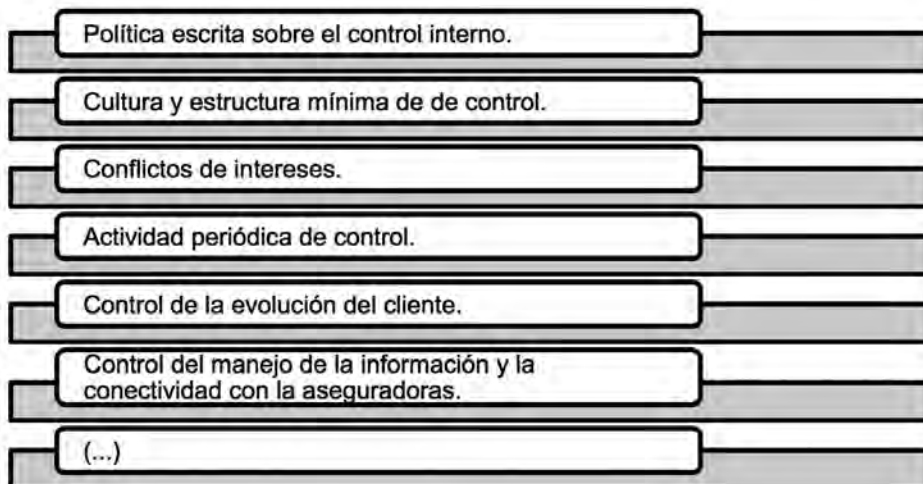 Política escrita sobre el control interno.
Cultura y estructura mínima de de control.
Conflictos de intereses.
Actividad periódica de control.
Control de la evolución del cliente.
Control del manejo de la información y la
conectividad con la aseguradoras.
(...)